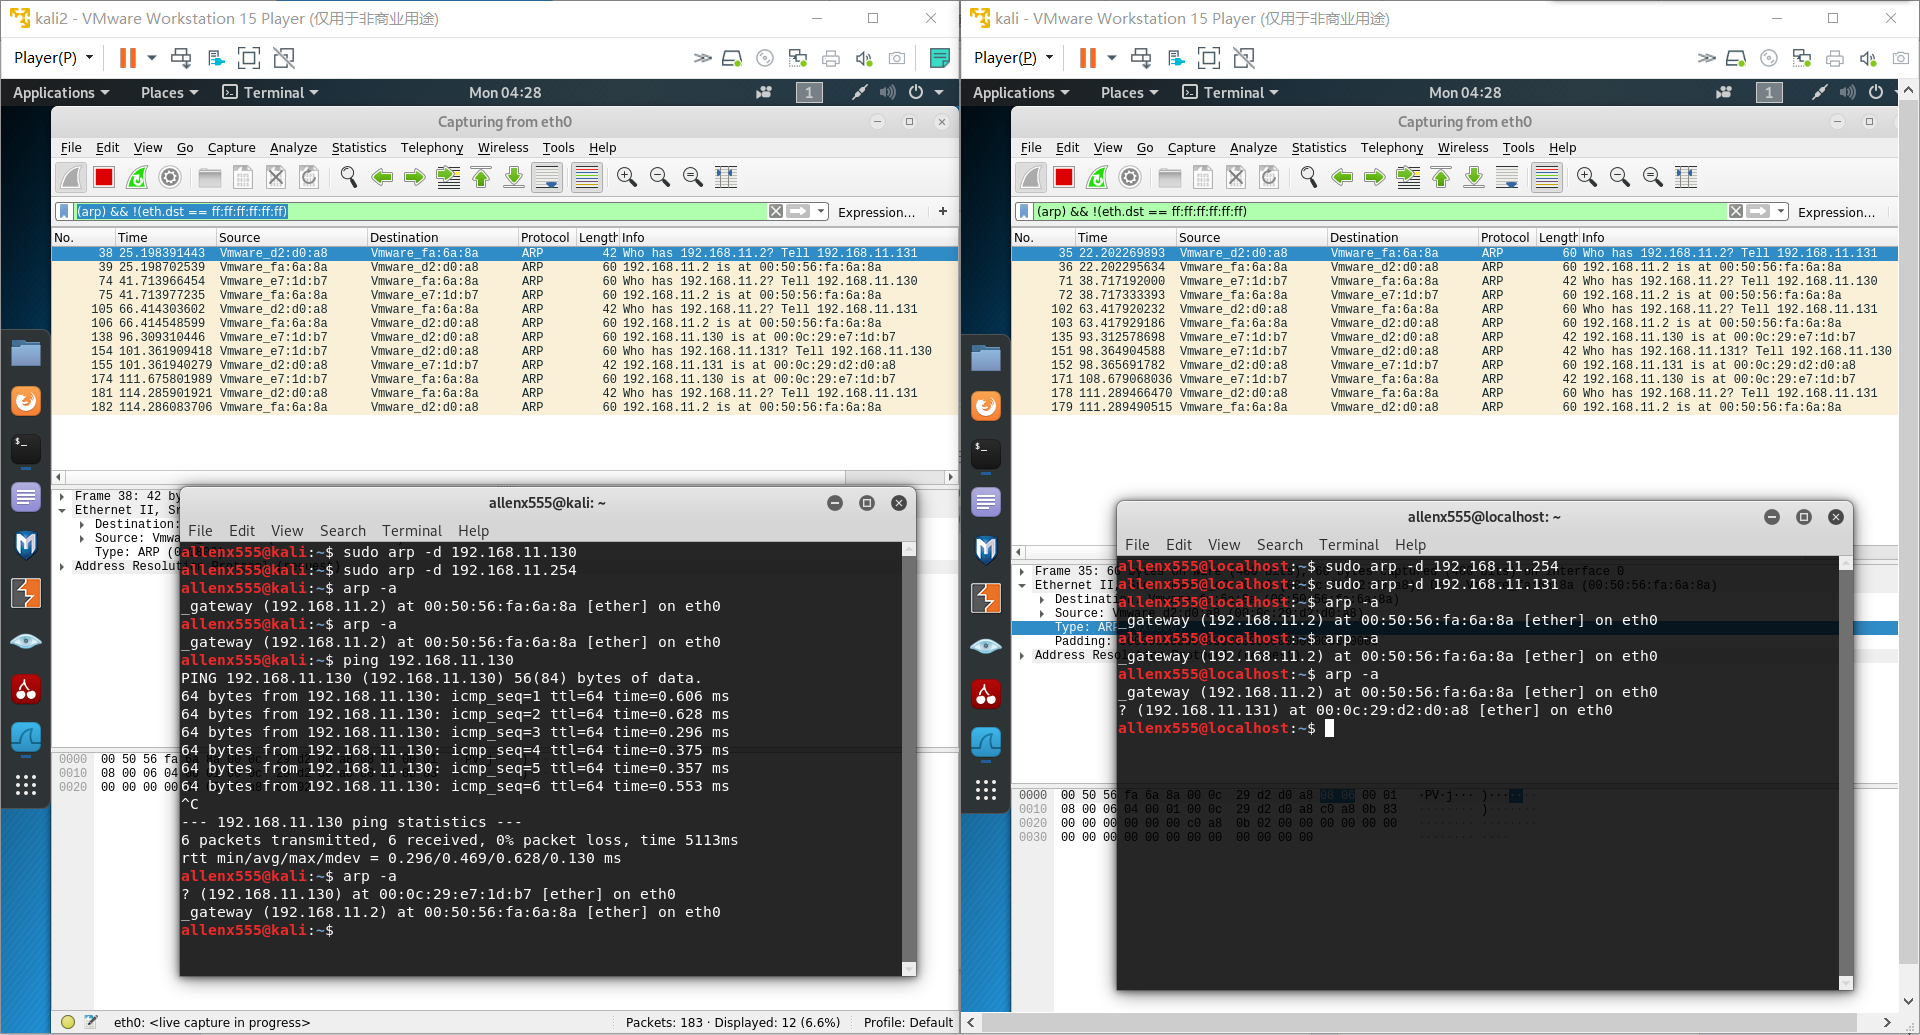 kali2 - VMware Workstation 15 Player (仅用于非商业用途)
Player(P)
Applications Places Terminal Mon 04:28 1
Capturing from eth0
File Edit View Go Capture Analyze Statistics Telephony Wireless Tools Help
(arp) && !(eth.dst == ff:ff:ff:ff:ff:ff) Expression... +
No. Time Source Destination Protocol Length Info
38 25.198391443 Vmware_d2:d0:a8 Vmware_fa:6a:8a ARP 42 Who has 192.168.11.2? Tell 192.168.11.131
39 25.198702539 Vmware_fa:6a:8a Vmware_d2:d0:a8 ARP 60 192.168.11.2 is at 00:50:56:fa:6a:8a
74 41.713966454 Vmware_e7:1d:b7 Vmware_fa:6a:8a ARP 60 Who has 192.168.11.2? Tell 192.168.11.130
75 41.713977235 Vmware_fa:6a:8a Vmware_e7:1d:b7 ARP 60 192.168.11.2 is at 00:50:56:fa:6a:8a
105 66.414303602 Vmware_d2:d0:a8 Vmware_fa:6a:8a ARP 42 Who has 192.168.11.2? Tell 192.168.11.131
106 66.414548599 Vmware_fa:6a:8a Vmware_d2:d0:a8 ARP 60 192.168.11.2 is at 00:50:56:fa:6a:8a
138 96.309310446 Vmware_e7:1d:b7 Vmware_d2:d0:a8 ARP 60 192.168.11.130 is at 00:0c:29:e7:1d:b7
154 101.361909418 Vmware_e7:1d:b7 Vmware_d2:d0:a8 ARP 60 Who has 192.168.11.131? Tell 192.168.11.130
155 101.361940279 Vmware_d2:d0:a8 Vmware_e7:1d:b7 ARP 42 192.168.11.131 is at 00:0c:29:d2:d0:a8
174 111.675801989 Vmware_e7:1d:b7 Vmware_fa:6a:8a ARP 60 192.168.11.130 is at 00:0c:29:e7:1d:b7
181 114.285901921 Vmware_d2:d0:a8 Vmware_fa:6a:8a ARP 42 Who has 192.168.11.2? Tell 192.168.11.131
182 114.286083706 Vmware_fa:6a:8a Vmware_d2:d0:a8 ARP 60 192.168.11.2 is at 00:50:56:fa:6a:8a
Frame 38: 42 by
Ethernet II, Sr
Destination:
Source: Vmwa
Type: ARP (0
Address Resolu
0000 00 50 56 fa 6a 8a 00 0c 29 d2 d0 a8 08 06 00 01
0010 08 00 06 04
0020 00 00 00 00
allenx555@kali: ~
File Edit View Search Terminal Help
allenx555@kali:~$ sudo arp -d 192.168.11.130
allenx555@kali:~$ sudo arp -d 192.168.11.254
allenx555@kali:~$ arp -a
_gateway (192.168.11.2) at 00:50:56:fa:6a:8a [ether] on eth0
allenx555@kali:~$ arp -a
_gateway (192.168.11.2) at 00:50:56:fa:6a:8a [ether] on eth0
allenx555@kali:~$ ping 192.168.11.130
PING 192.168.11.130 (192.168.11.130) 56(84) bytes of data.
64 bytes from 192.168.11.130: icmp_seq=1 ttl=64 time=0.606 ms
64 bytes from 192.168.11.130: icmp_seq=2 ttl=64 time=0.628 ms
64 bytes from 192.168.11.130: icmp_seq=3 ttl=64 time=0.296 ms
64 bytes from 192.168.11.130: icmp_seq=4 ttl=64 time=0.375 ms
64 bytes from 192.168.11.130: icmp_seq=5 ttl=64 time=0.357 ms
64 bytes from 192.168.11.130: icmp_seq=6 ttl=64 time=0.553 ms
^C
--- 192.168.11.130 ping statistics ---
6 packets transmitted, 6 received, 0% packet loss, time 5113ms
rtt min/avg/max/mdev = 0.296/0.469/0.628/0.130 ms
allenx555@kali:~$ arp -a
? (192.168.11.130) at 00:0c:29:e7:1d:b7 [ether] on eth0
_gateway (192.168.11.2) at 00:50:56:fa:6a:8a [ether] on eth0
allenx555@kali:~$
eth0: <live capture in progress> Packets: 183 · Displayed: 12 (6.6%) Profile: Default
kali - VMware Workstation 15 Player (仅用于非商业用途)
Player(P)
Applications Places Terminal Mon 04:28 1
Capturing from eth0
File Edit View Go Capture Analyze Statistics Telephony Wireless Tools Help
(arp) && !(eth.dst == ff:ff:ff:ff:ff:ff) Expression...
No. Time Source Destination Protocol Length Info
35 22.202269893 Vmware_d2:d0:a8 Vmware_fa:6a:8a ARP 60 Who has 192.168.11.2? Tell 192.168.11.131
36 22.202295634 Vmware_fa:6a:8a Vmware_d2:d0:a8 ARP 60 192.168.11.2 is at 00:50:56:fa:6a:8a
71 38.717192000 Vmware_e7:1d:b7 Vmware_fa:6a:8a ARP 42 Who has 192.168.11.2? Tell 192.168.11.130
72 38.717333393 Vmware_fa:6a:8a Vmware_e7:1d:b7 ARP 60 192.168.11.2 is at 00:50:56:fa:6a:8a
102 63.417920232 Vmware_d2:d0:a8 Vmware_fa:6a:8a ARP 60 Who has 192.168.11.2? Tell 192.168.11.131
103 63.417929186 Vmware_fa:6a:8a Vmware_d2:d0:a8 ARP 60 192.168.11.2 is at 00:50:56:fa:6a:8a
135 93.312578698 Vmware_e7:1d:b7 Vmware_d2:d0:a8 ARP 42 192.168.11.130 is at 00:0c:29:e7:1d:b7
151 98.364904588 Vmware_e7:1d:b7 Vmware_d2:d0:a8 ARP 42 Who has 192.168.11.131? Tell 192.168.11.130
152 98.365691782 Vmware_d2:d0:a8 Vmware_e7:1d:b7 ARP 60 192.168.11.131 is at 00:0c:29:d2:d0:a8
171 108.679068036 Vmware_e7:1d:b7 Vmware_fa:6a:8a ARP 42 192.168.11.130 is at 00:0c:29:e7:1d:b7
178 111.289466470 Vmware_d2:d0:a8 Vmware_fa:6a:8a ARP 60 Who has 192.168.11.2? Tell 192.168.11.131
179 111.289490515 Vmware_fa:6a:8a Vmware_d2:d0:a8 ARP 60 192.168.11.2 is at 00:50:56:fa:6a:8a
Frame 35: 60
Ethernet II,
Destination
Source: Vmware_d2:d0:a8
Type: ARP
Padding:
Address Reso
0000 00 50 56 fa 6a 8a 00 0c 29 d2 d0 a8 08 06 00 01
0010 08 00 06 04 00 01 00 0c 29 d2 d0 a8 c0 a8 0b 83
0020 00 00 00 00 00 00 c0 a8 0b 02 00 00 00 00 00 00
0030 00 00 00 00 00 00 00 00 00 00 00 00
allenx555@localhost: ~
File Edit View Search Terminal Help
allenx555@localhost:~$ sudo arp -d 192.168.11.254
allenx555@localhost:~$ sudo arp -d 192.168.11.131
allenx555@localhost:~$ arp -a
_gateway (192.168.11.2) at 00:50:56:fa:6a:8a [ether] on eth0
allenx555@localhost:~$ arp -a
_gateway (192.168.11.2) at 00:50:56:fa:6a:8a [ether] on eth0
allenx555@localhost:~$ arp -a
_gateway (192.168.11.2) at 00:50:56:fa:6a:8a [ether] on eth0
? (192.168.11.131) at 00:0c:29:d2:d0:a8 [ether] on eth0
allenx555@localhost:~$